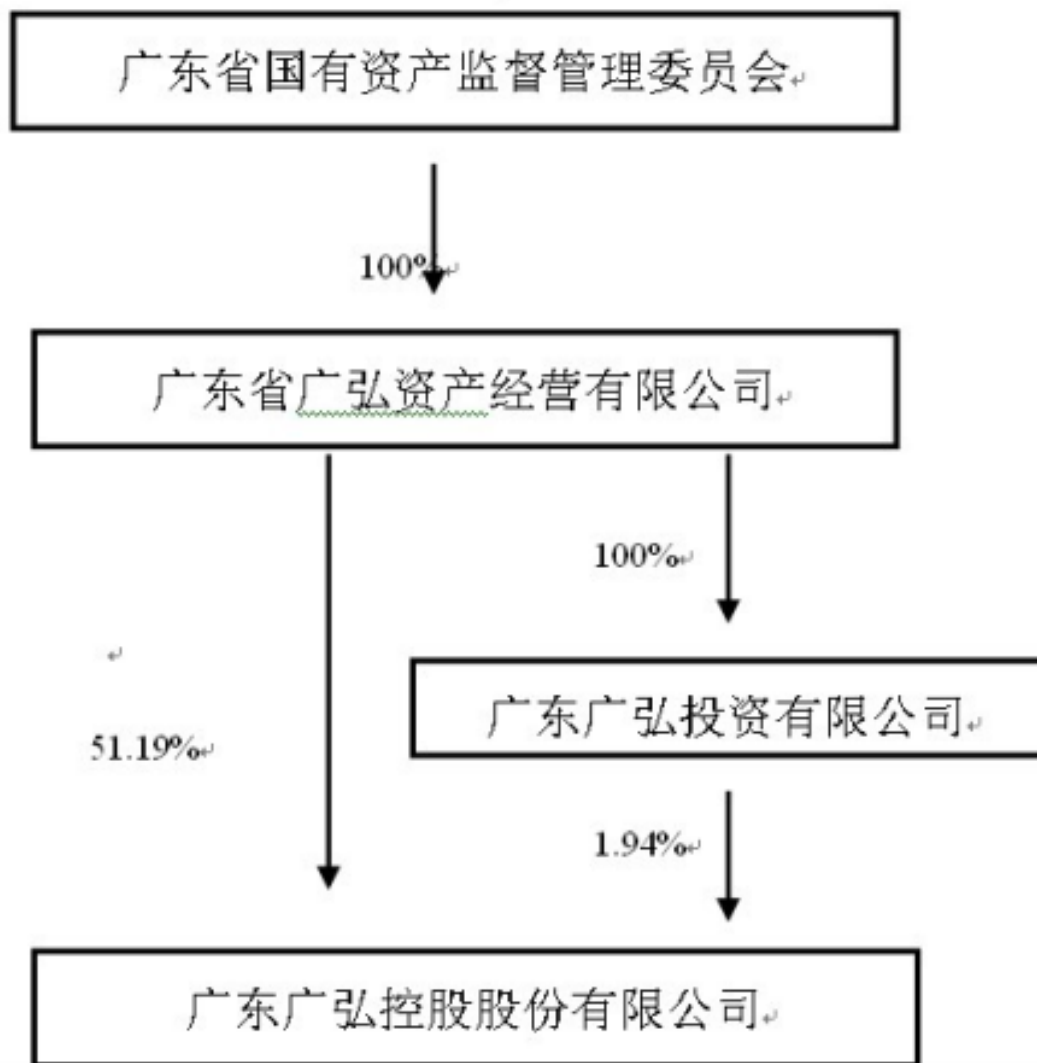 广东省国有资产监督管理委员会
100%
广东省广弘资产经营有限公司
100%
51.19%
广东广弘投资有限公司
1.94%
广东广弘控股股份有限公司